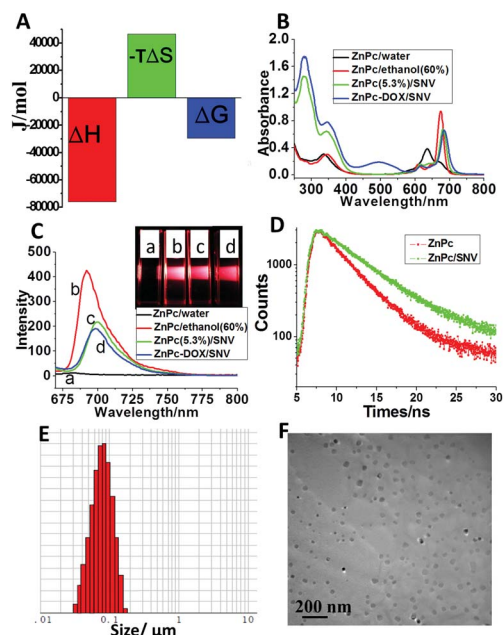 A
J/mol
40000
20000
0
-20000
-40000
-60000
-80000
ΔH
-TΔS
ΔG
B
Absorbance
2.0
1.6
1.2
0.8
0.4
0.0
ZnPc/water
ZnPc/ethanol(60%)
ZnPc(5.3%)/SNV
ZnPc-DOX/SNV
300 400 500 600 700 800
Wavelength/nm
C
Intensity
500
400
300
200
100
0
a b c d
b
c
d
a
ZnPc/water
ZnPc/ethanol(60%)
ZnPc(5.3%)/SNV
ZnPc-DOX/SNV
675 700 725 750 775 800
Wavelength/nm
D
Counts
1000
100
ZnPc
ZnPc/SNV
5 10 15 20 25 30
Times/ns
E
.01 0.1 1 10
Size/ μm
F
200 nm